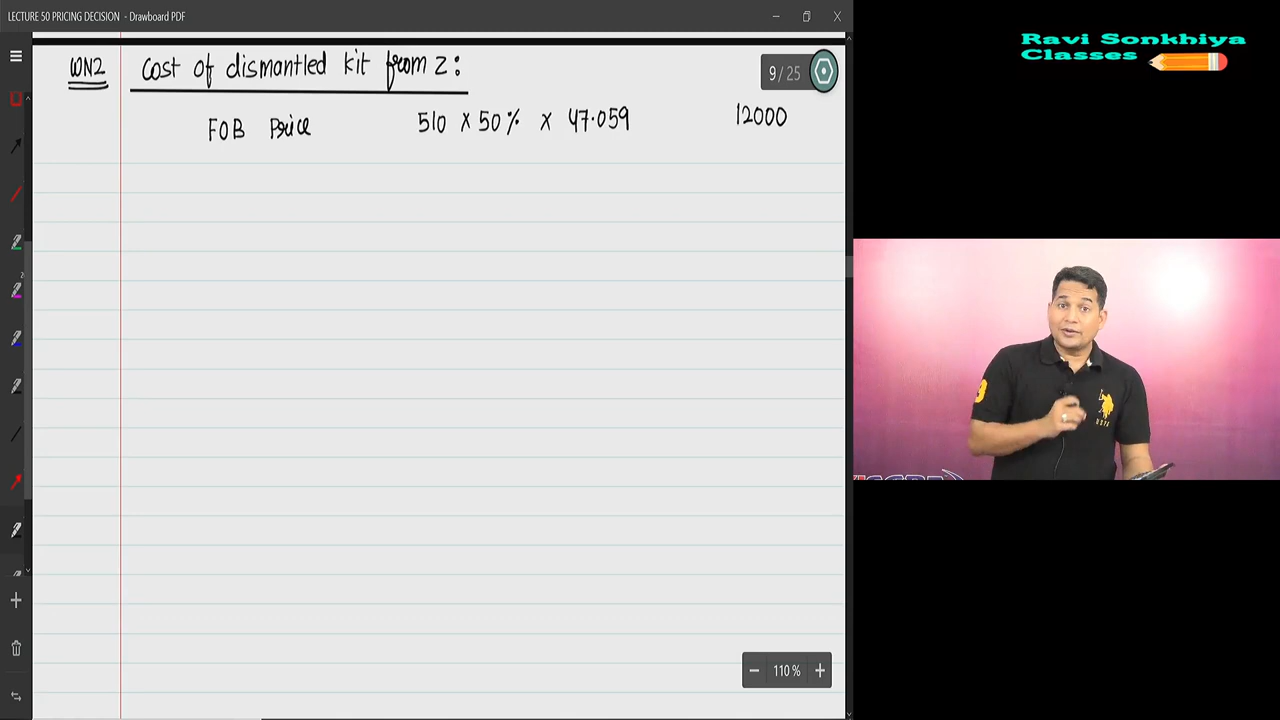 LECTURE 50 PRICING DECISION - Drawboard PDF
Ravi Sonkhiya
Classes
WN2 Cost of dismantled kit from Z:
9 / 25
FOB Price 510 × 50% × 47.059 12000
110 %